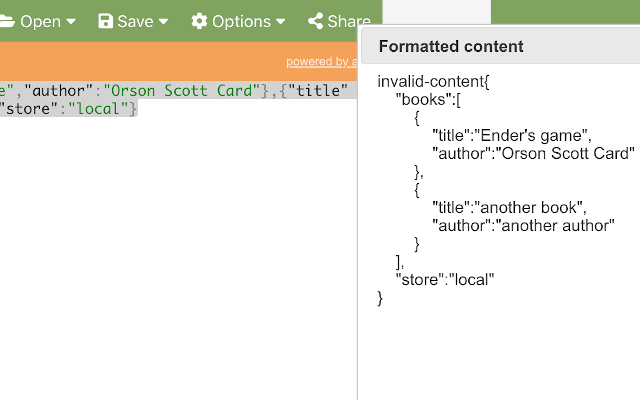 Open Save Options Share
powered by a
e","author":"Orson Scott Card"},{"title"
"store":"local"}
Formatted content
invalid-content{
"books":[
{
"title":"Ender's game",
"author":"Orson Scott Card"
},
{
"title":"another book",
"author":"another author"
}
],
"store":"local"
}